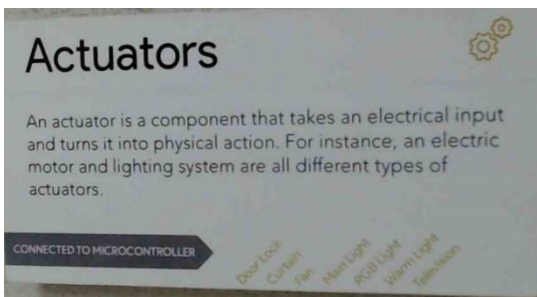 Actuators
An actuator is a component that takes an electrical input
and turns it into physical action. For instance, an electric
motor and lighting system are all different types of
actuators.
CONNECTED TO MICROCONTROLLER
Door Lock
Curtain
Fan
Main Light
RGB Light
Warm Light
Television